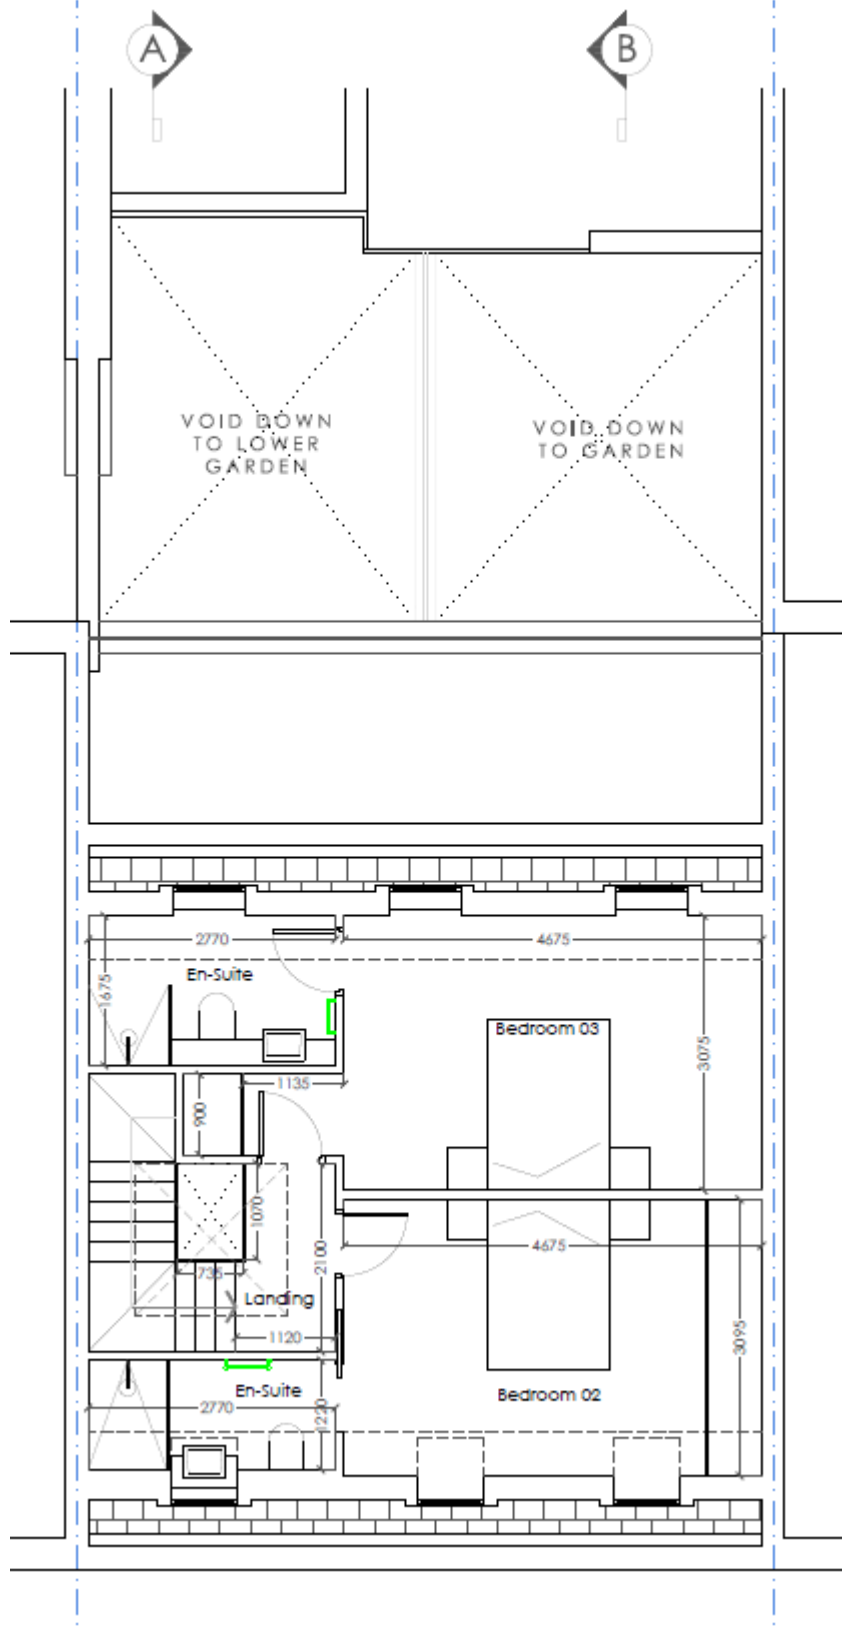 A
B
VOID DOWN
TO LOWER
GARDEN
VOID DOWN
TO GARDEN
2770
4675
1675
En-Suite
Bedroom 03
3075
1135
900
1070
2100
4675
735
Landing
1120
3095
En-Suite
2770
1220
Bedroom 02